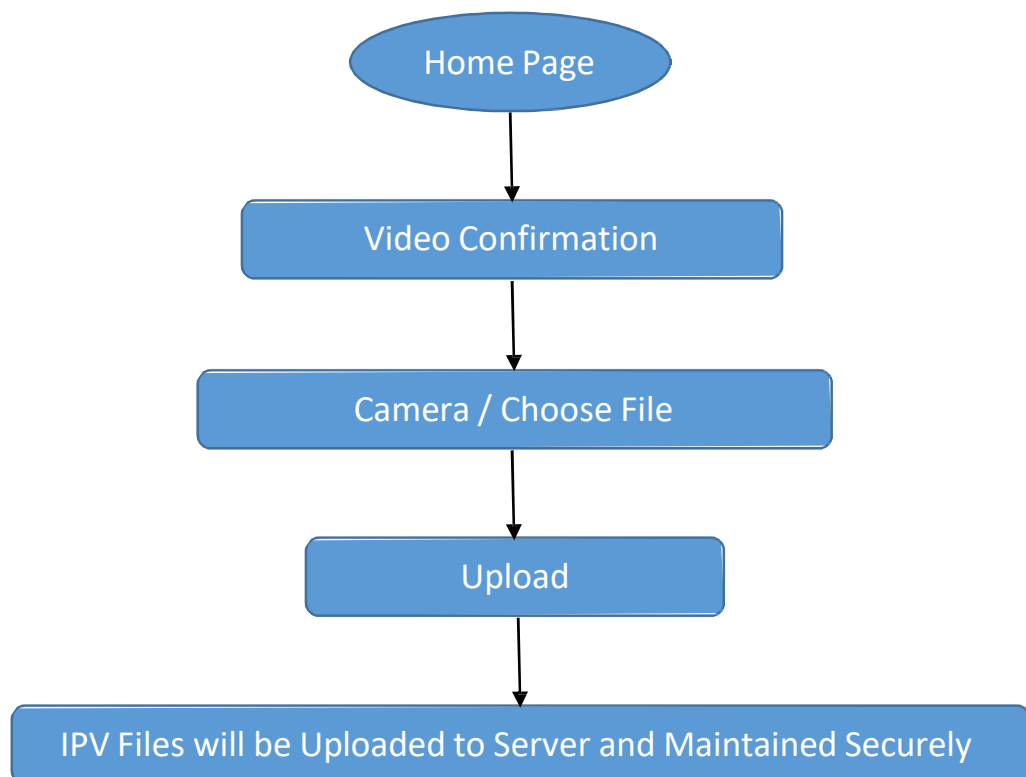 Home Page
Video Confirmation
Camera / Choose File
Upload
IPV Files will be Uploaded to Server and Maintained Securely